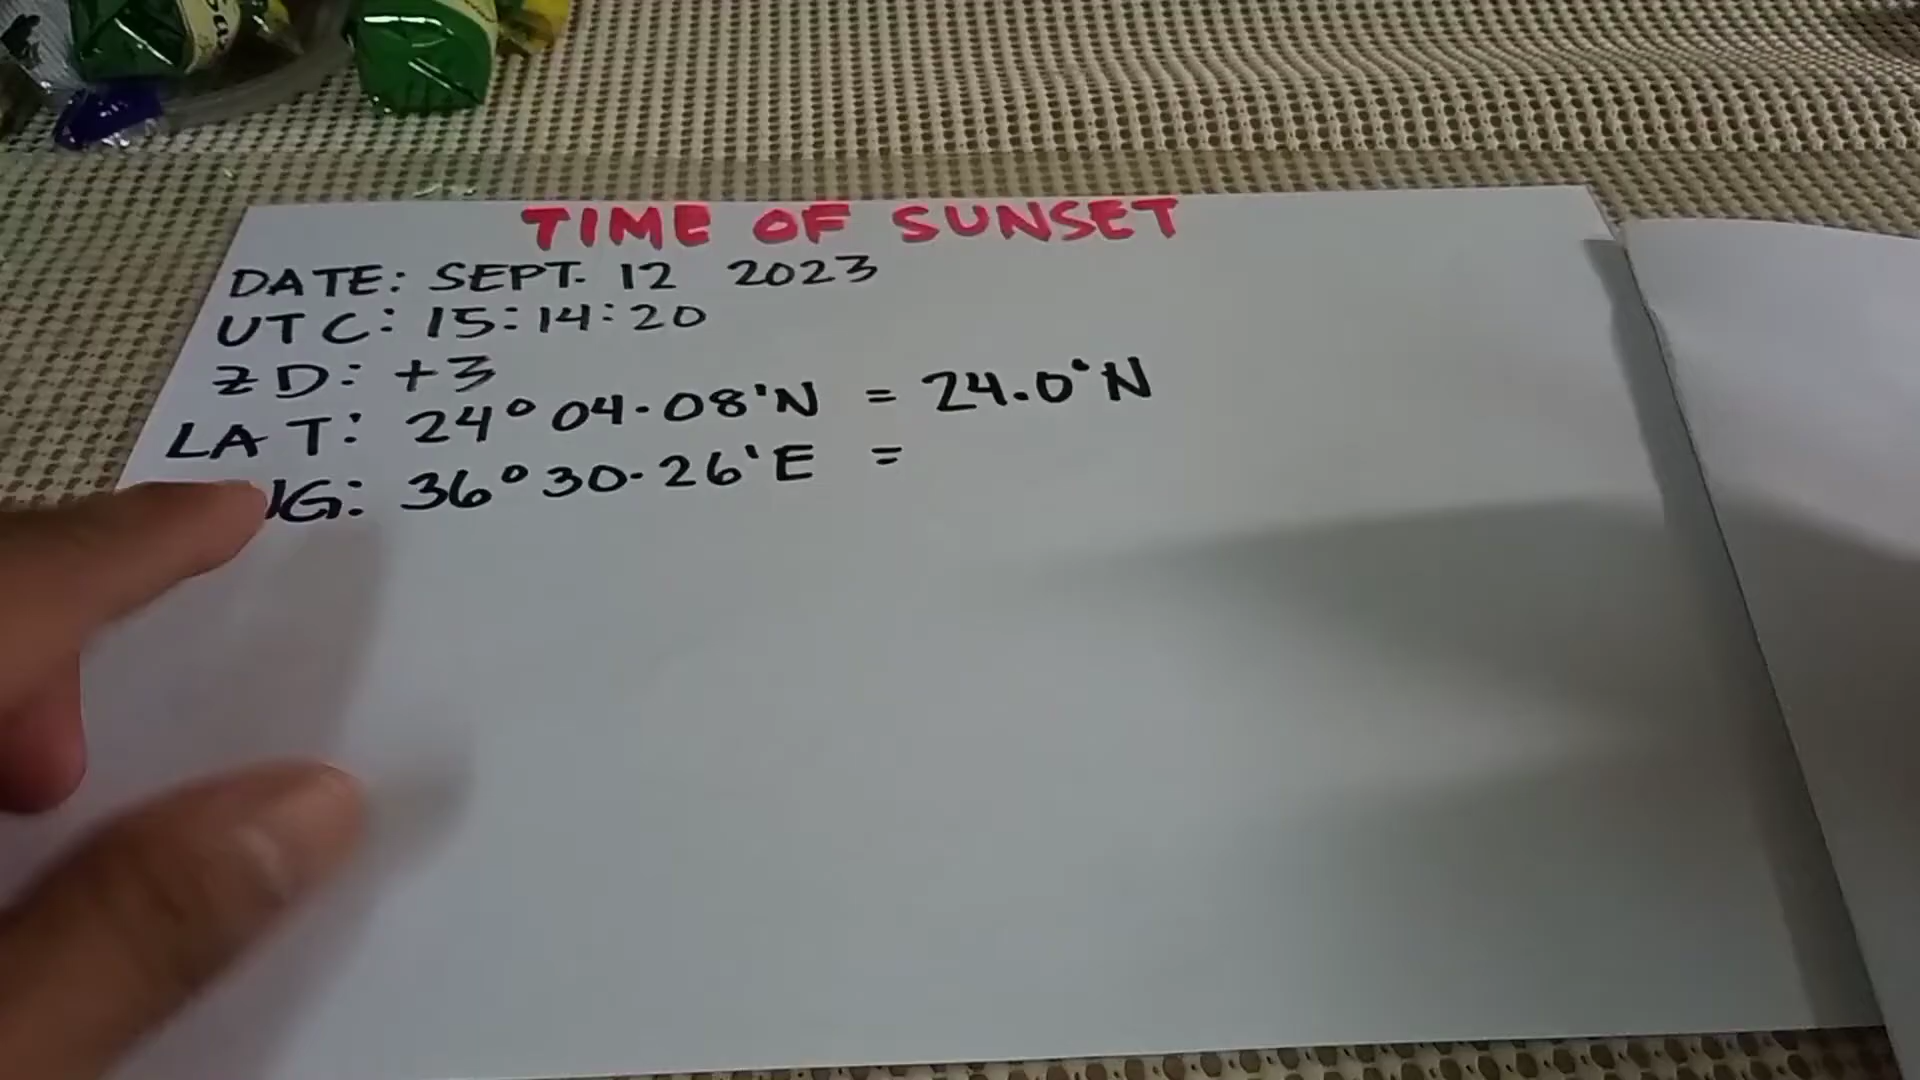 TIME OF SUNSET
DATE: SEPT. 12 2023
UTC: 15:14:20
ZD: +3
LAT: 24° 04.08'N = 24.0°N
NG: 36° 30.26'E =